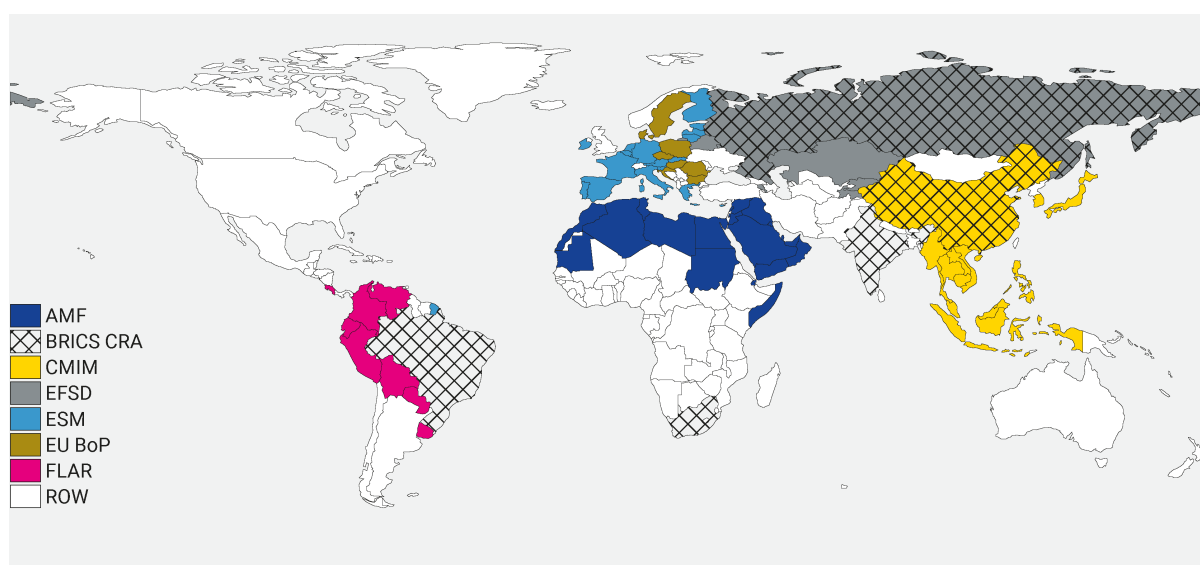 AMF
BRICS CRA
CMIM
EFSD
ESM
EU BoP
FLAR
ROW